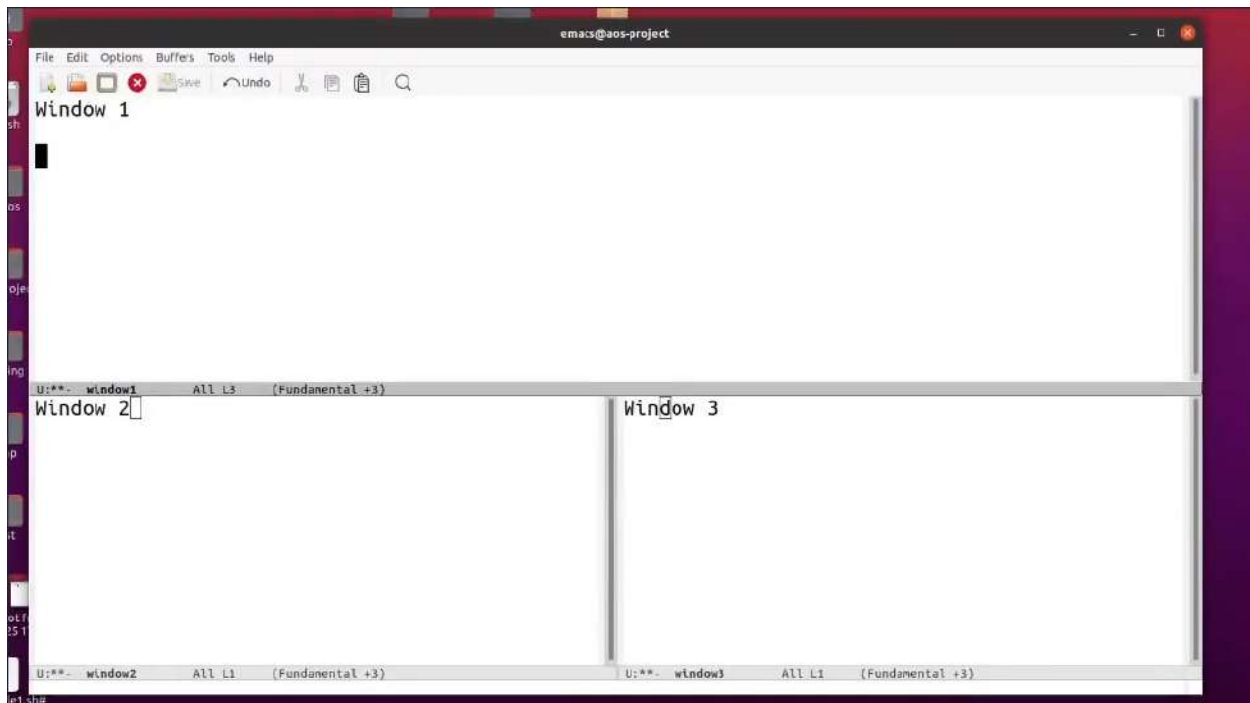 emacs@aos-project
File Edit Options Buffers Tools Help
Save Undo
Window 1
U:**- window1 All L3 (Fundamental +3)
Window 2
Window 3
U:**- window2 All L1 (Fundamental +3)
U:**- window3 All L1 (Fundamental +3)